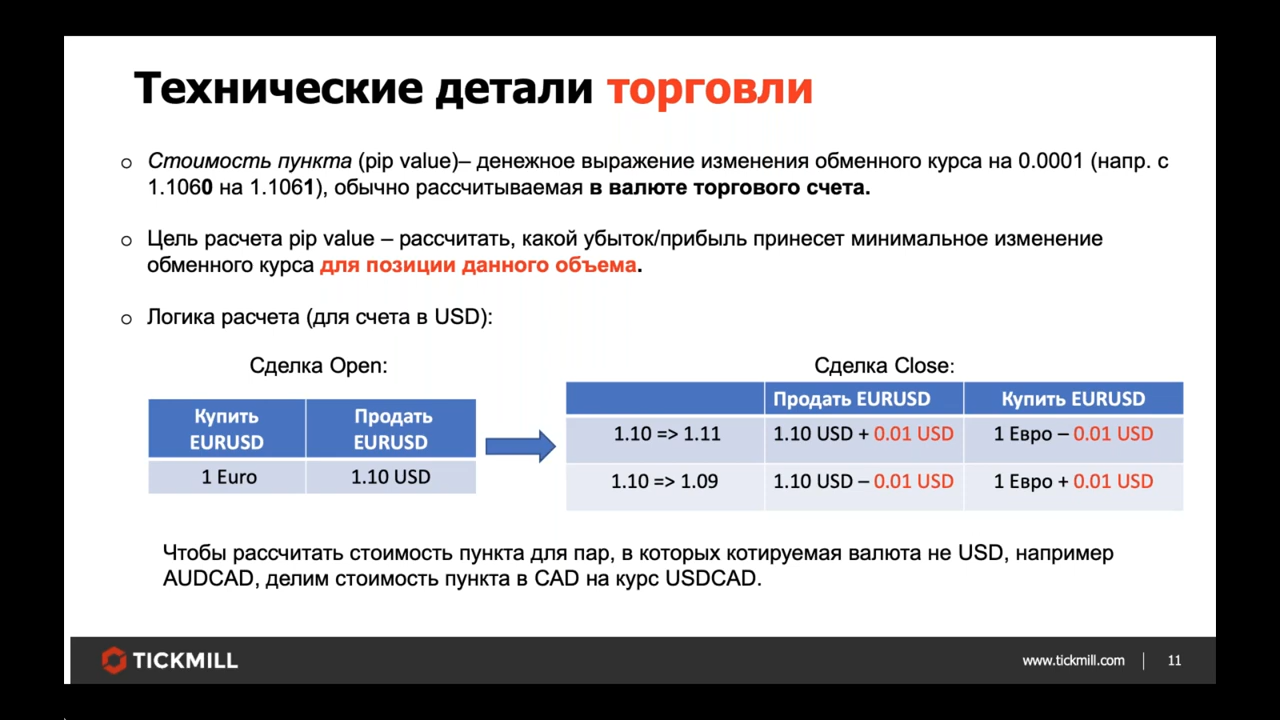 Технические детали торговли
Стоимость пункта (pip value)– денежное выражение изменения обменного курса на 0.0001 (напр. с
1.1060 на 1.1061), обычно рассчитываемая в валюте торгового счета.
Цель расчета pip value – рассчитать, какой убыток/прибыль принесет минимальное изменение
обменного курса для позиции данного объема.
Логика расчета (для счета в USD):
Сделка Open:
Купить Продать
EURUSD EURUSD
1 Euro 1.10 USD
Сделка Close:
Продать EURUSD Купить EURUSD
1.10 => 1.11 1.10 USD + 0.01 USD 1 Евро – 0.01 USD
1.10 => 1.09 1.10 USD – 0.01 USD 1 Евро + 0.01 USD
Чтобы рассчитать стоимость пункта для пар, в которых котируемая валюта не USD, например
AUDCAD, делим стоимость пункта в CAD на курс USDCAD.
TICKMILL
www.tickmill.com | 11